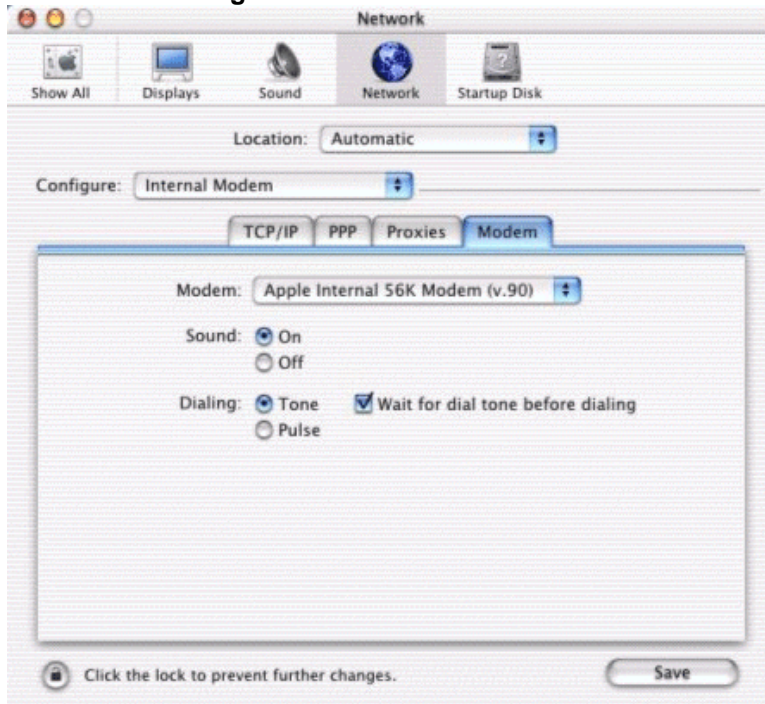 Network
Show All Displays Sound Network Startup Disk
Location: Automatic
Configure: Internal Modem
TCP/IP PPP Proxies Modem
Modem: Apple Internal 56K Modem (v.90)
Sound: On
Off
Dialing: Tone Wait for dial tone before dialing
Pulse
Click the lock to prevent further changes. Save